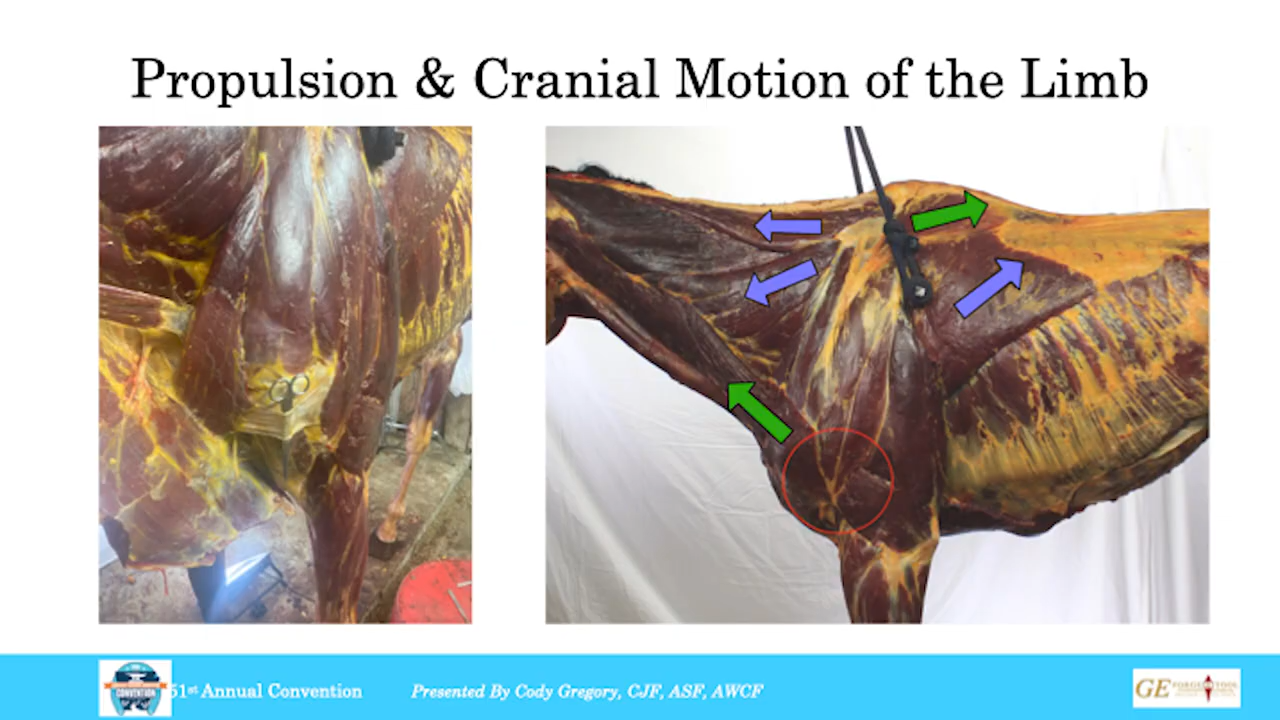 Propulsion & Cranial Motion of the Limb
CONVENTION
51st Annual Convention
Presented By Cody Gregory, CJF, ASF, AWCF
GE FORGE & TOOL